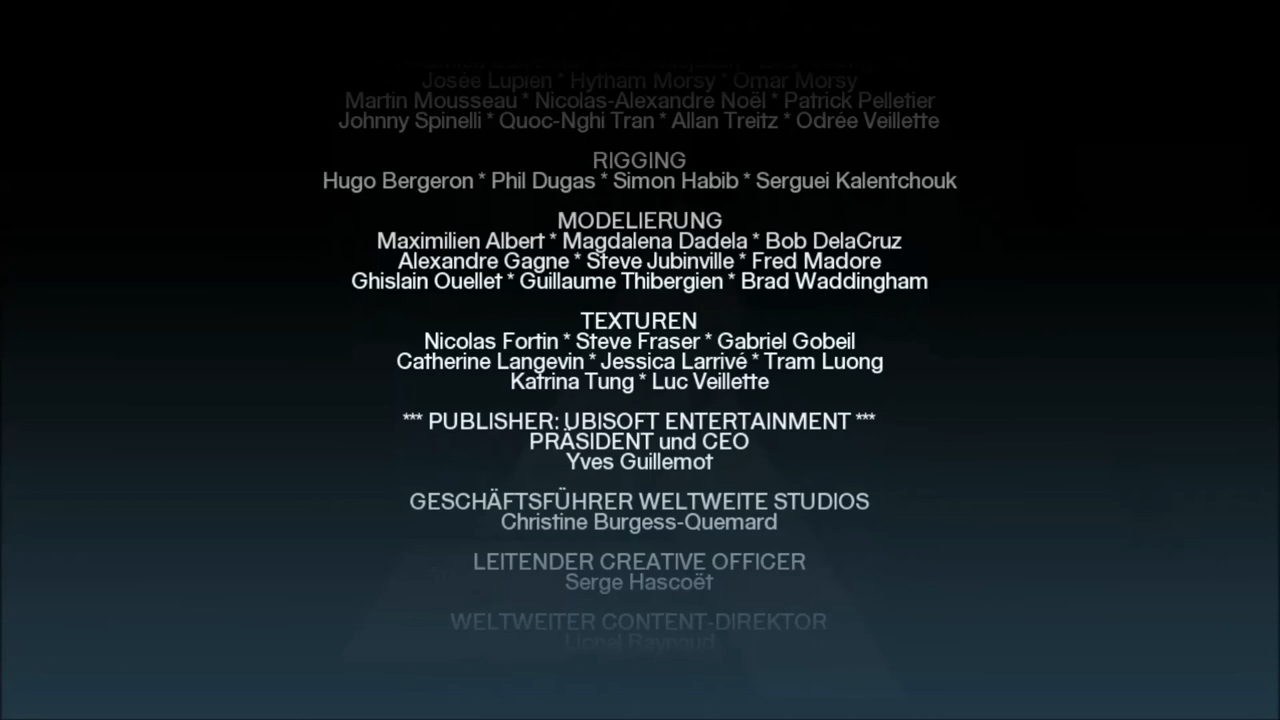 Josée Lupien * Hytham Morsy * Omar Morsy
Martin Mousseau * Nicolas-Alexandre Noël * Patrick Pelletier
Johnny Spinelli * Quoc-Nghi Tran * Allan Treitz * Odrée Veillette
RIGGING
Hugo Bergeron * Phil Dugas * Simon Habib * Serguei Kalentchouk
MODELIERUNG
Maximilien Albert * Magdalena Dadela * Bob DelaCruz
Alexandre Gagne * Steve Jubinville * Fred Madore
Ghislain Ouellet * Guillaume Thibergien * Brad Waddingham
TEXTUREN
Nicolas Fortin * Steve Fraser * Gabriel Gobeil
Catherine Langevin * Jessica Larrivé * Tram Luong
Katrina Tung * Luc Veillette
*** PUBLISHER: UBISOFT ENTERTAINMENT ***
PRÄSIDENT und CEO
Yves Guillemot
GESCHÄFTSFÜHRER WELTWEITE STUDIOS
Christine Burgess-Quemard
LEITENDER CREATIVE OFFICER
Serge Hascoët
WELTWEITER CONTENT-DIREKTOR
Lionel Raynaud